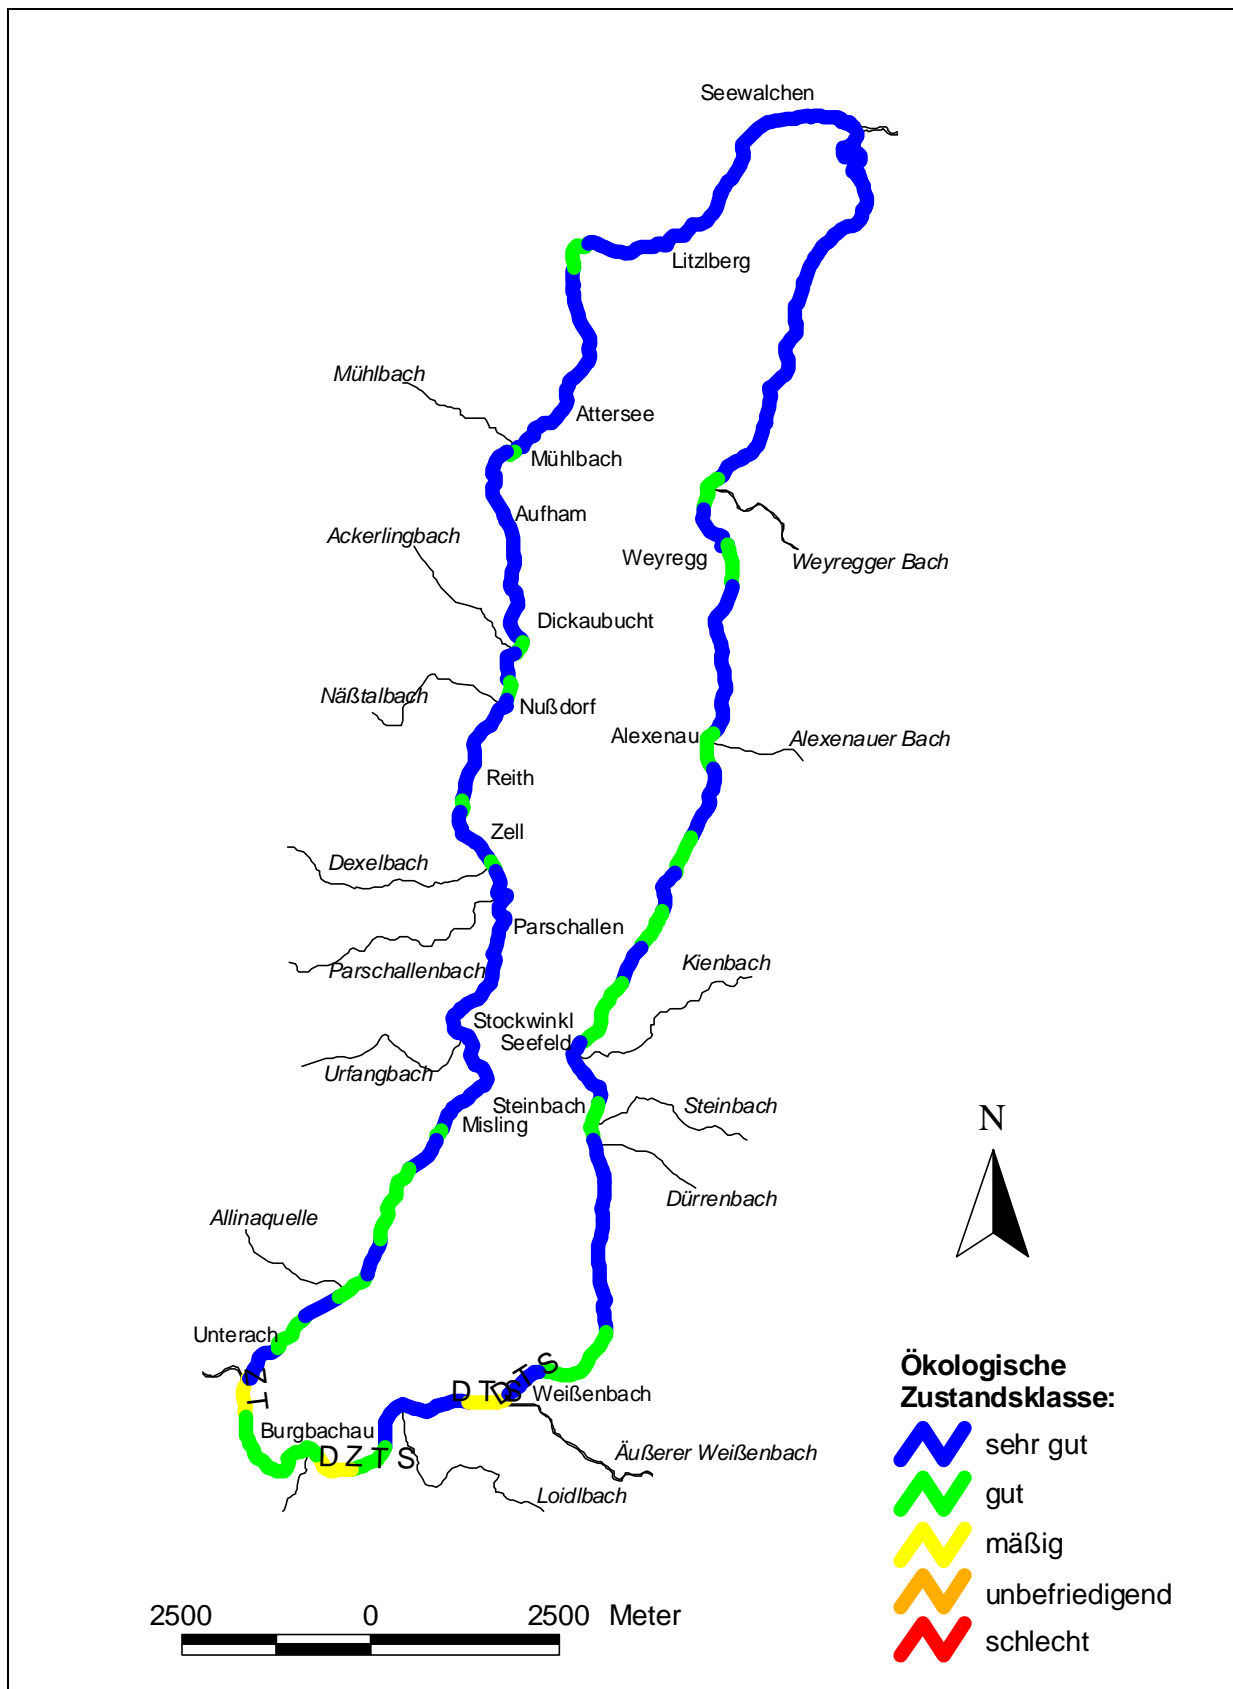 Seewalchen
Litzlberg
Mühlbach
Attersee
Mühlbach
Aufham
Ackerlingbach
Weyregg
Weyregger Bach
Dickaubucht
Näßtalbach
Nußdorf
Alexenau
Alexenauer Bach
Reith
Zell
Dexelbach
Parschallen
Parschallenbach
Kienbach
Stockwinkl
Seefeld
Urfangbach
Steinbach
Steinbach
Misling
N
Dürrenbach
Allinaquelle
Unterach
Z T
D T S
D T S
Weißenbach
Burgbachau
D Z T S
Äußerer Weißenbach
Loidlbach
Ökologische
Zustandsklasse:
sehr gut
gut
mäßig
unbefriedigend
schlecht
2500 0 2500 Meter